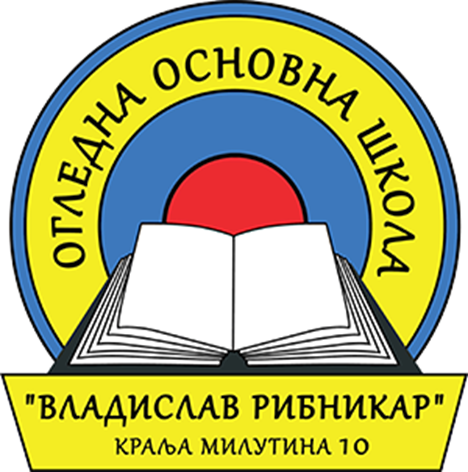 ОГЛЕДНА ОСНОВНА ШКОЛА
"ВЛАДИСЛАВ РИБНИКАР"
КРАЉА МИЛУТИНА 10